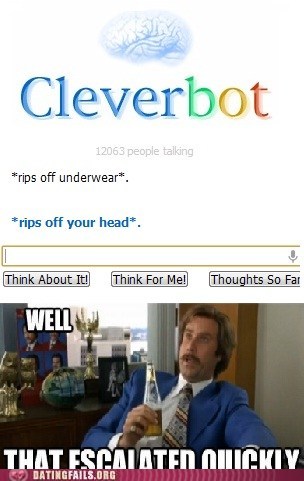 Cleverbot
12063 people talking
*rips off underwear*.
*rips off your head*.
Think About It! Think For Me! Thoughts So Far
WELL
THAT ESCALATED QUICKLY
DATINGFAILS.ORG